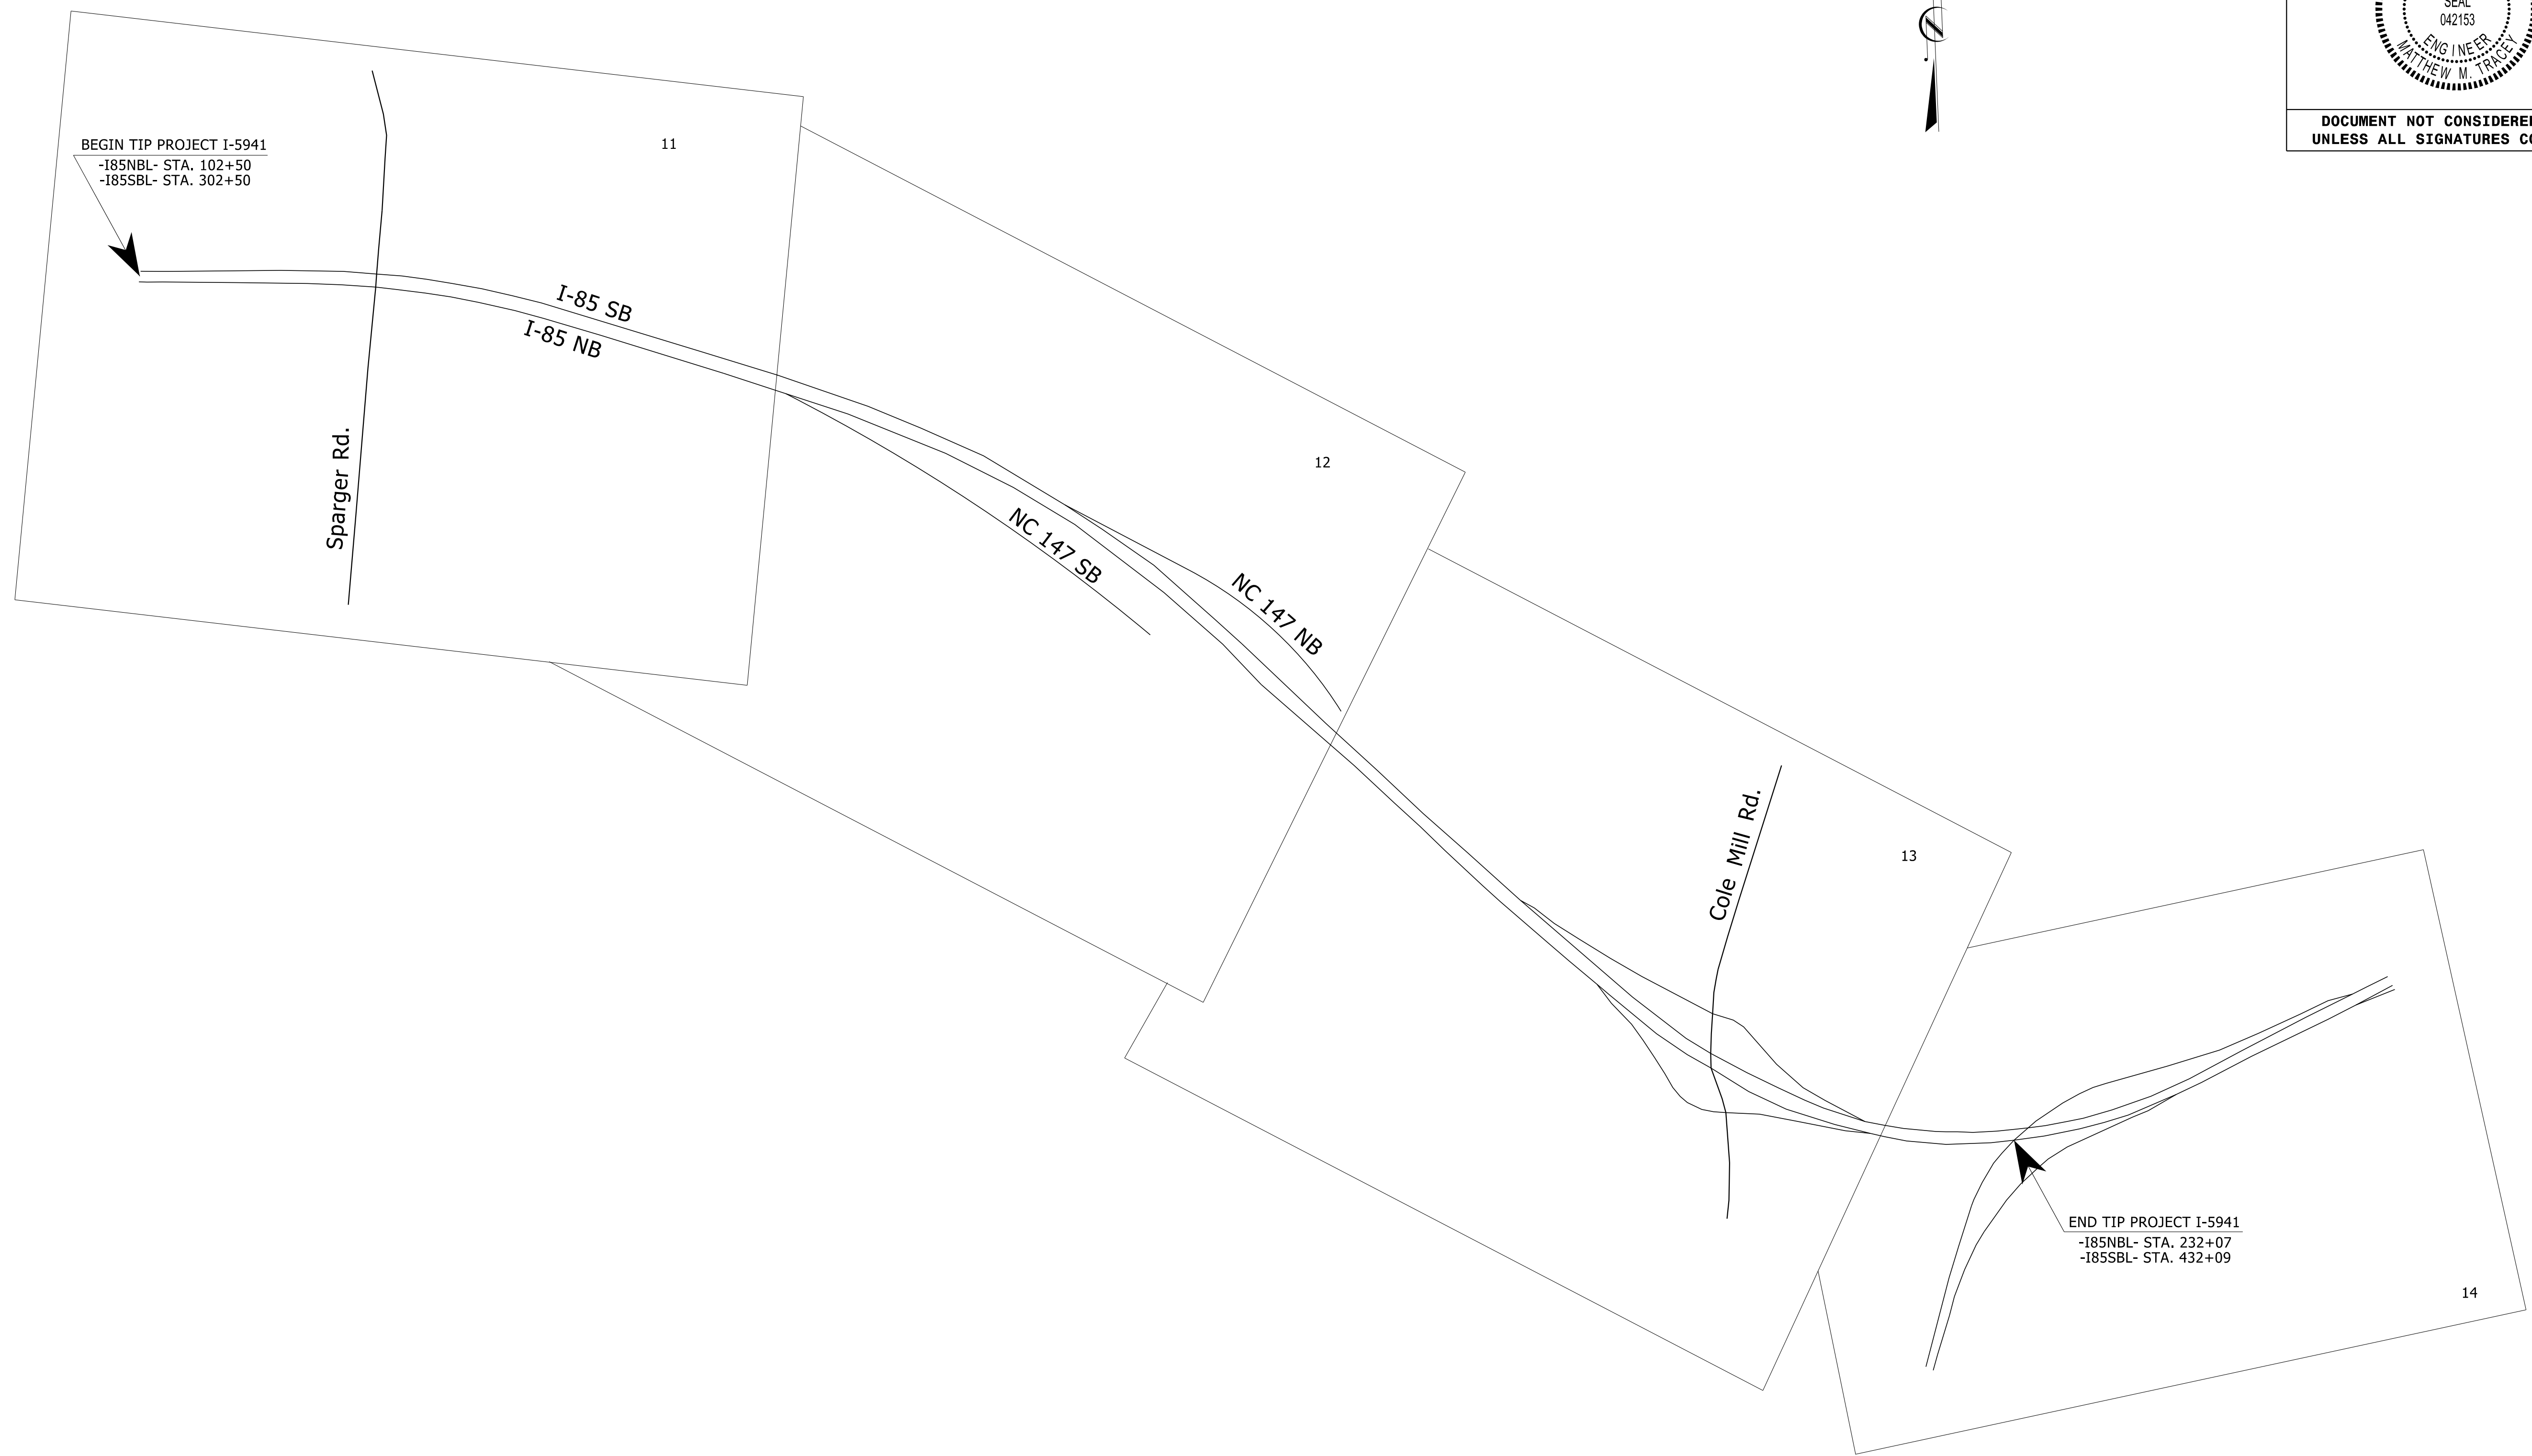 SEAL
042153
ENGINEER
MATTHEW M. TRACEY
DOCUMENT NOT CONSIDERE
UNLESS ALL SIGNATURES CO
N
11
BEGIN TIP PROJECT I-5941
-I85NBL- STA. 102+50
-I85SBL- STA. 302+50
I-85 SB
I-85 NB
Sparger Rd.
12
NC 147 SB
NC 147 NB
Cole Mill Rd.
13
END TIP PROJECT I-5941
-I85NBL- STA. 232+07
-I85SBL- STA. 432+09
14